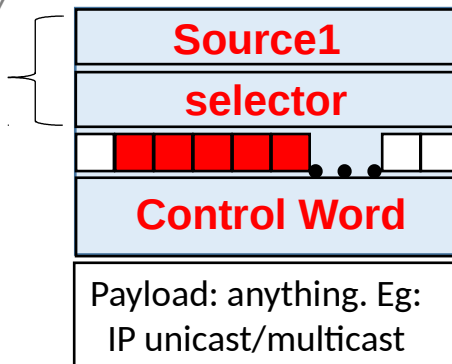 Source1
selector
Control Word
Payload: anything. Eg:
IP unicast/multicast